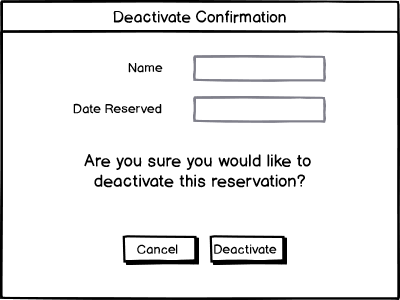 Deactivate Confirmation
Name
Date Reserved
Are you sure you would like to
deactivate this reservation?
Cancel Deactivate